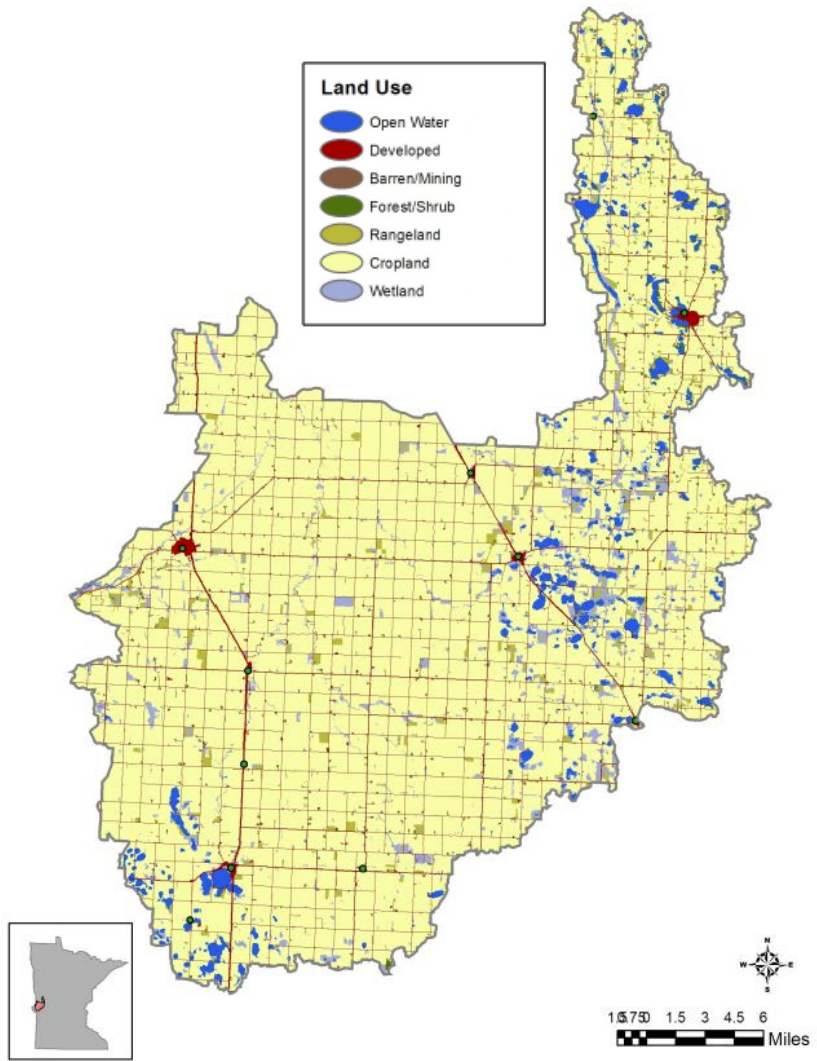 Land Use
Open Water
Developed
Barren/Mining
Forest/Shrub
Rangeland
Cropland
Wetland
N
W E
S
1.5 3 4.5 6
Miles